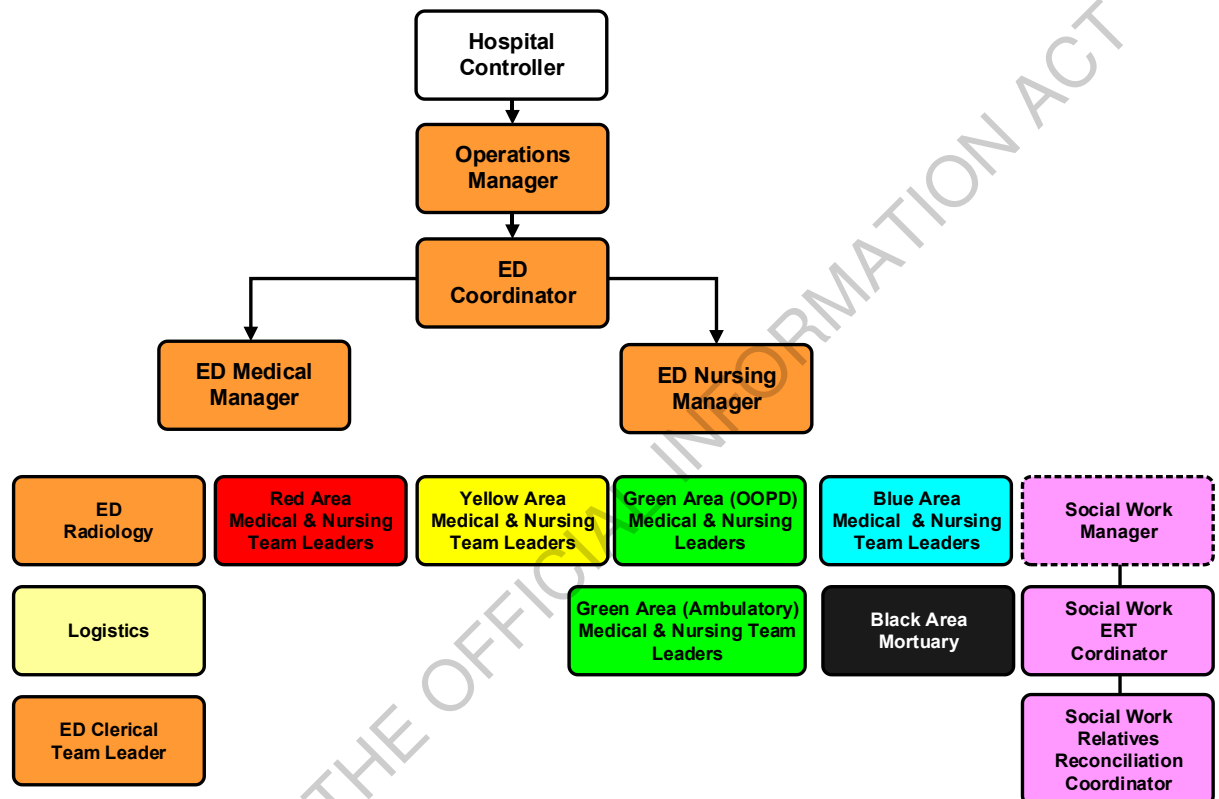 Hospital
Controller
Operations
Manager
ED
Coordinator
ED Medical
Manager
ED Nursing
Manager
ED
Radiology
Red Area
Medical & Nursing
Team Leaders
Yellow Area
Medical & Nursing
Team Leaders
Green Area (OOPD)
Medical & Nursing
Leaders
Blue Area
Medical & Nursing
Team Leaders
Social Work
Manager
Logistics
Green Area (Ambulatory)
Medical & Nursing Team
Leaders
Black Area
Mortuary
Social Work
ERT
Cordinator
ED Clerical
Team Leader
Social Work
Relatives
Reconciliation
Coordinator
THE OFFICIAL INFORMATION ACT